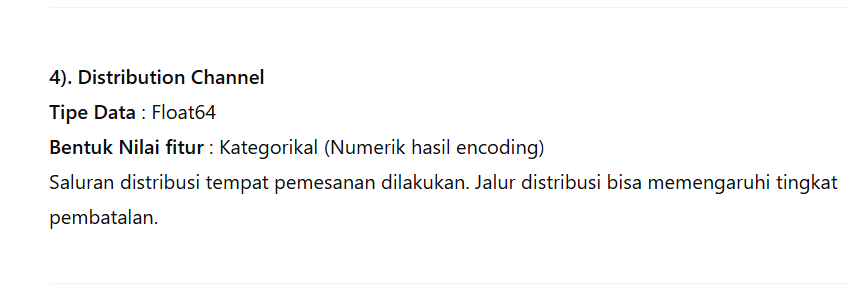 4). Distribution Channel
Tipe Data : Float64
Bentuk Nilai fitur : Kategorikal (Numerik hasil encoding)
Saluran distribusi tempat pemesanan dilakukan. Jalur distribusi bisa memengaruhi tingkat
pembatalan.